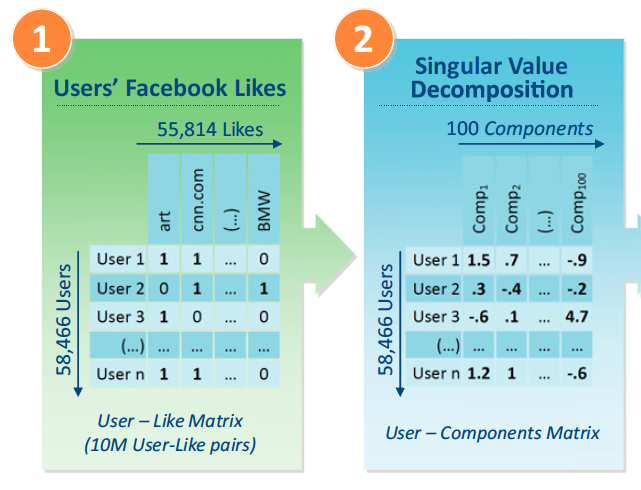 1
Users' Facebook Likes
55,814 Likes
art cnn.com (...) BMW
58,466 Users
User 1 1 1 ... 0
User 2 0 1 ... 1
User 3 1 0 ... 0
(...) ... ... ... ...
User n 1 1 ... 0
User – Like Matrix
(10M User-Like pairs)
2
Singular Value
Decomposition
100 Components
Comp1 Comp2 (...) Comp100
58,466 Users
User 1 1.5 .7 ... -.9
User 2 .3 -.4 ... -.2
User 3 -.6 .1 ... 4.7
(...) ... ... ... ...
User n 1.2 1 ... -.6
User – Components Matrix